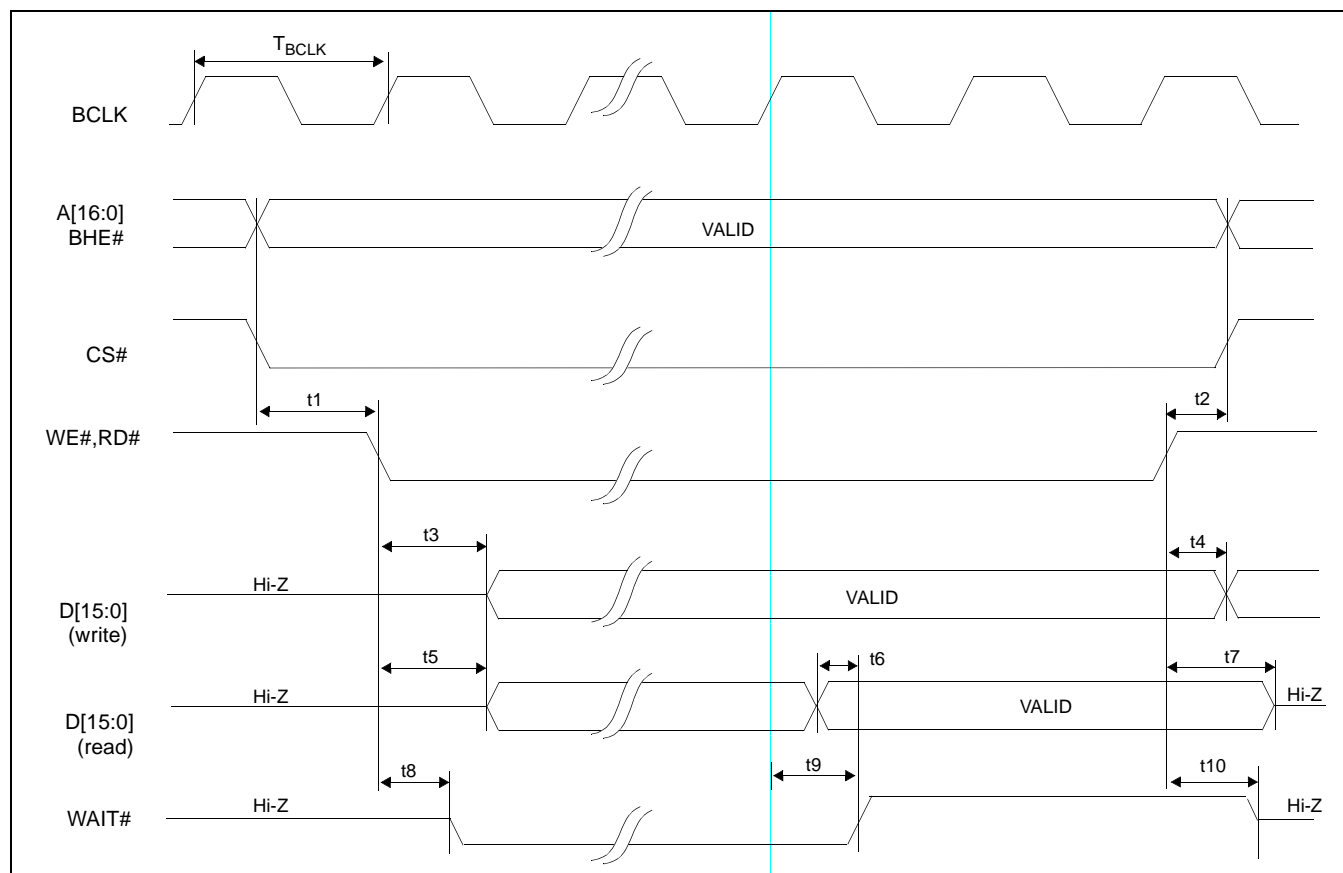 TBCLK
BCLK
A[16:0]
BHE#
VALID
CS#
t1
t2
WE#,RD#
t3
t4
Hi-Z
VALID
D[15:0]
(write)
t5
t6
t7
Hi-Z
VALID
Hi-Z
D[15:0]
(read)
t8
t9
t10
Hi-Z
Hi-Z
WAIT#